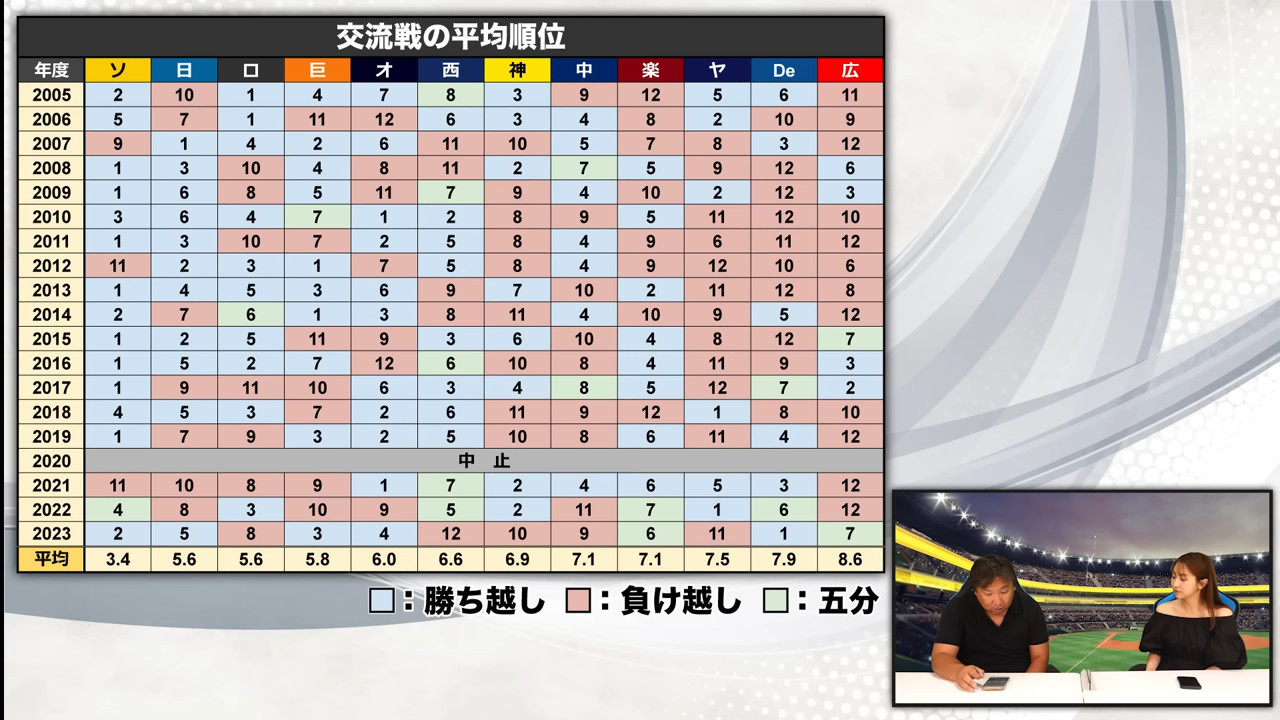 交流戦の平均順位
年度 ソ 日 ロ 巨 オ 西 神 中 楽 ヤ De 広
2005 2 10 1 4 7 8 3 9 12 5 6 11
2006 5 7 1 11 12 6 3 4 8 2 10 9
2007 9 1 4 2 6 11 10 5 7 8 3 12
2008 1 3 10 4 8 11 2 7 5 9 12 6
2009 1 6 8 5 11 7 9 4 10 2 12 3
2010 3 6 4 7 1 2 8 9 5 11 12 10
2011 1 3 10 7 2 5 8 4 9 6 11 12
2012 11 2 3 1 7 5 8 4 9 12 10 6
2013 1 4 5 3 6 9 7 10 2 11 12 8
2014 2 7 6 1 3 8 11 4 10 9 5 12
2015 1 2 5 11 9 3 6 10 4 8 12 7
2016 1 5 2 7 12 6 10 8 4 11 9 3
2017 1 9 11 10 6 3 4 8 5 12 7 2
2018 4 5 3 7 2 6 11 9 12 1 8 10
2019 1 7 9 3 2 5 10 8 6 11 4 12
2020 中 止
2021 11 10 8 9 1 7 2 4 6 5 3 12
2022 4 8 3 10 9 5 2 11 7 1 6 12
2023 2 5 8 3 4 12 10 9 6 11 1 7
平均 3.4 5.6 5.6 5.8 6.0 6.6 6.9 7.1 7.1 7.5 7.9 8.6
：勝ち越し ：負け越し ：五分